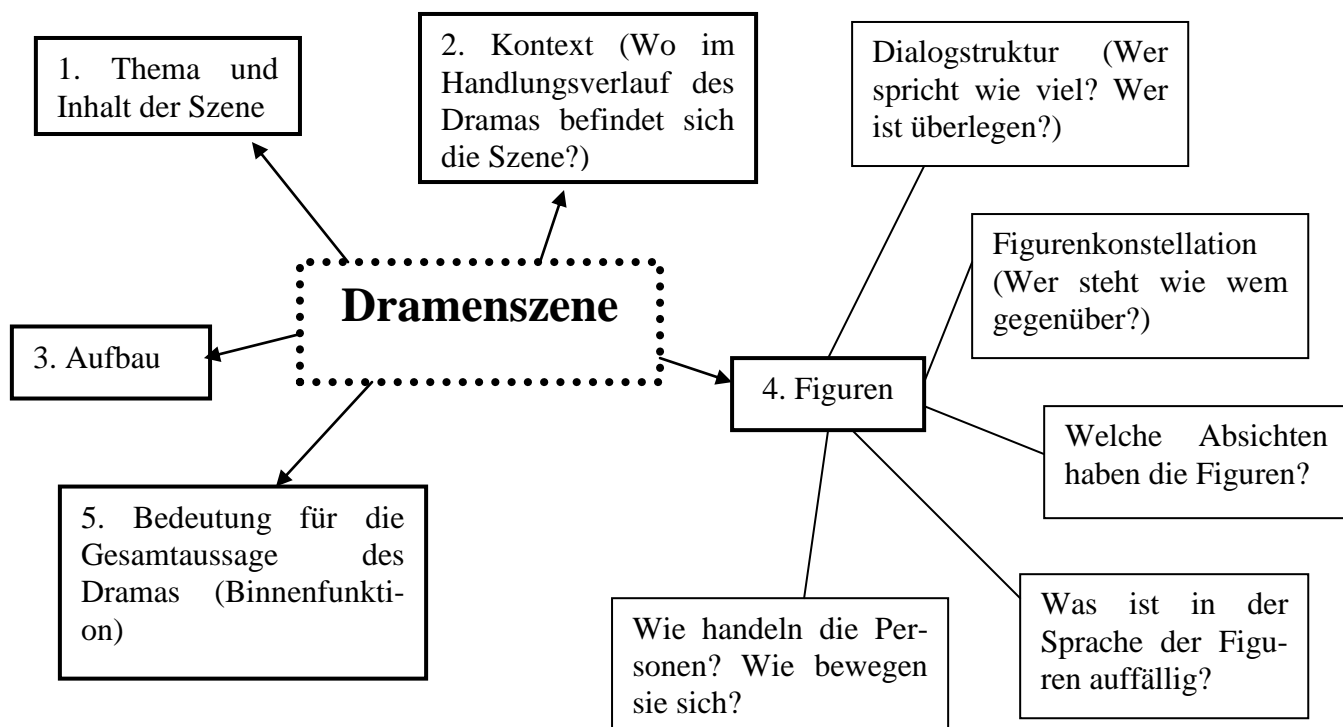 1. Thema und
Inhalt der Szene
2. Kontext (Wo im
Handlungsverlauf des
Dramas befindet sich
die Szene?)
Dialogstruktur (Wer
spricht wie viel? Wer
ist überlegen?)
Dramenszene
Figurenkonstellation
(Wer steht wie wem
gegenüber?)
3. Aufbau
4. Figuren
Welche Absichten
haben die Figuren?
5. Bedeutung für die
Gesamtaussage des
Dramas (Binnenfunkti-
on)
Wie handeln die Per-
sonen? Wie bewegen
sie sich?
Was ist in der
Sprache der Figu-
ren auffällig?